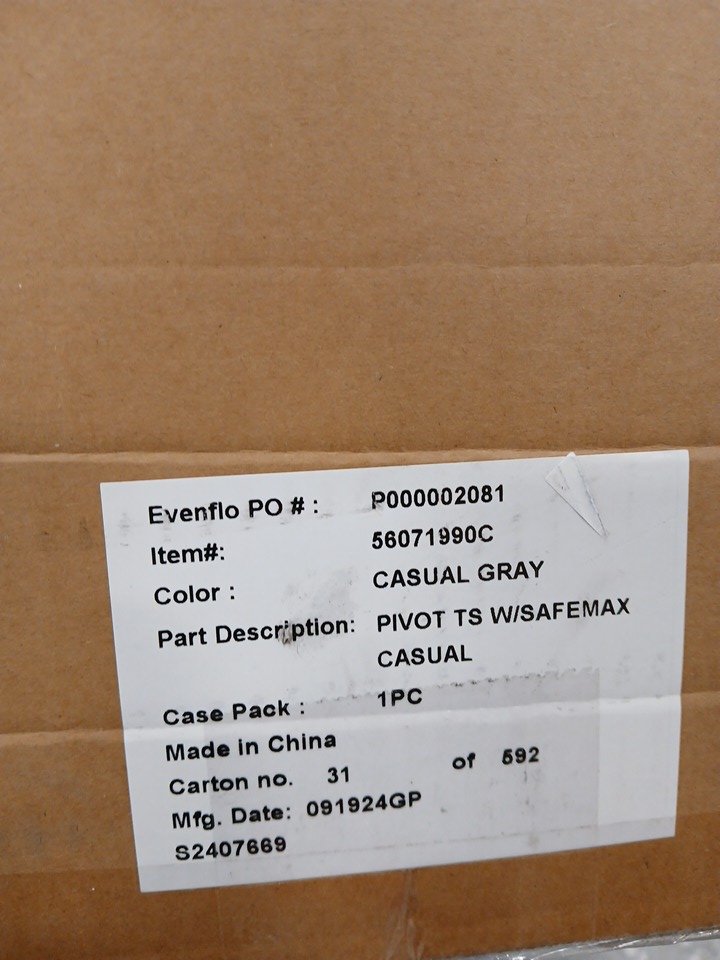 Evenflo PO # : P000002081
Item#: 56071990C
Color : CASUAL GRAY
Part Description: PIVOT TS W/SAFEMAX
CASUAL
Case Pack : 1PC
Made in China
Carton no. 31 of 592
Mfg. Date: 091924GP
S2407669